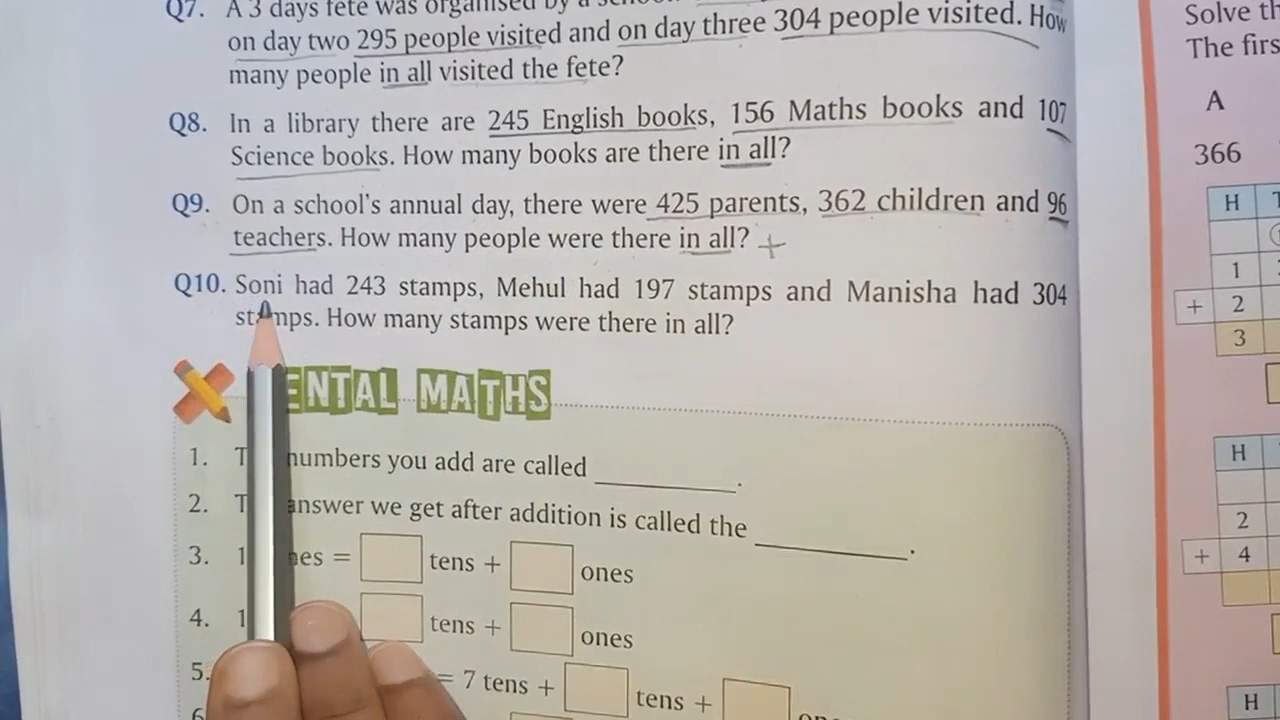 Q7. A 3 days fete was organised by a
on day two 295 people visited and on day three 304 people visited. How
many people in all visited the fete?
Q8. In a library there are 245 English books, 156 Maths books and 107
Science books. How many books are there in all?
Q9. On a school's annual day, there were 425 parents, 362 children and 96
teachers. How many people were there in all? +
Q10. Soni had 243 stamps, Mehul had 197 stamps and Manisha had 304
stamps. How many stamps were there in all?
ENTAL MATHS
1. T numbers you add are called ________.
2. T answer we get after addition is called the ________.
3. 1 nes = tens + ones
4. 1 tens + ones
5. = 7 tens + tens +
6
Solve th
The firs
A
366
H T
1
+ 2
3
H
2
+ 4
H